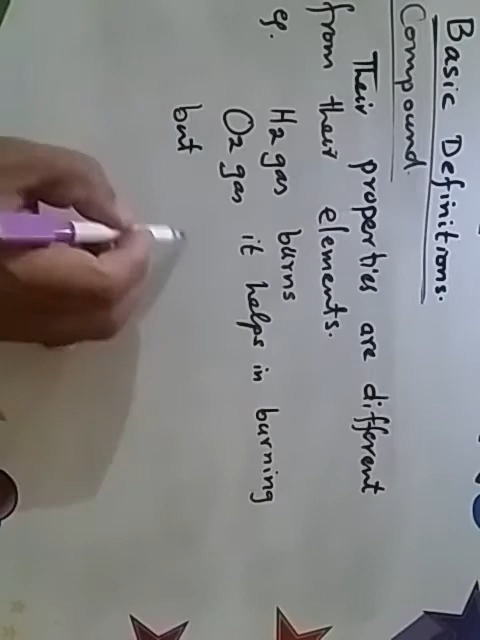 Basic Definitions.
Compound.
Their properties are different
from their elements.
eg. H2 gas burns
O2 gas it helps in burning
but